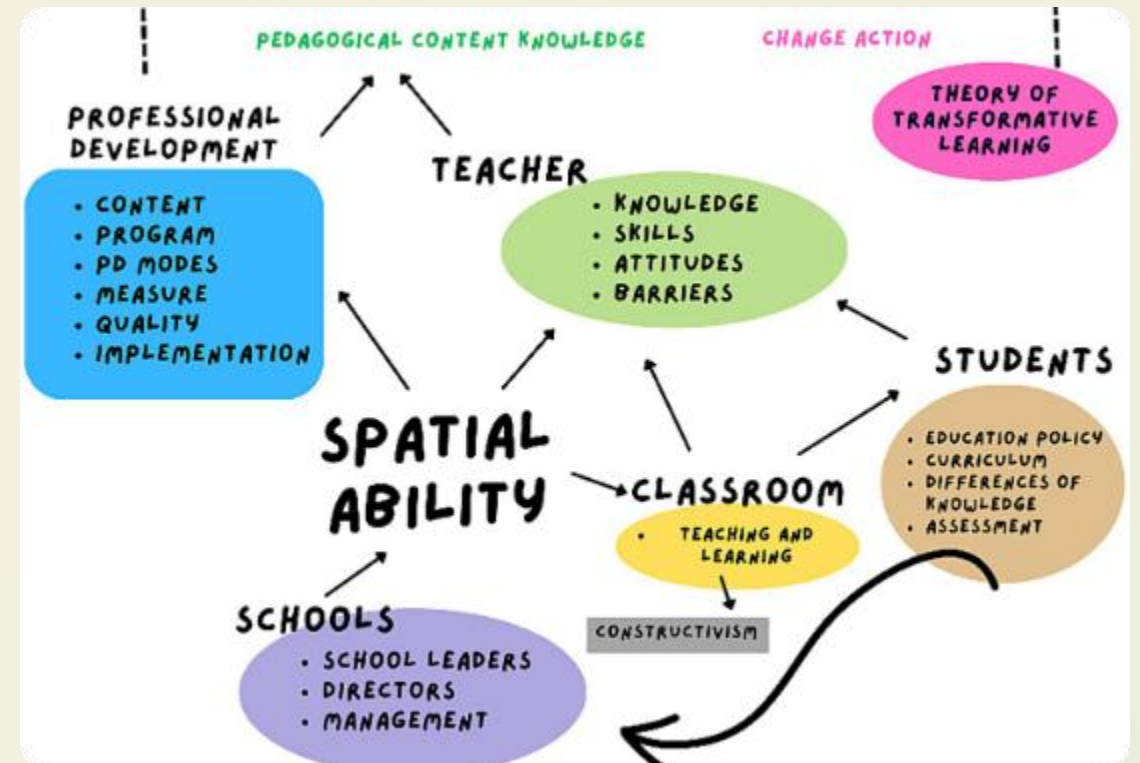 PEDAGOGICAL CONTENT KNOWLEDGE
CHANGE ACTION
THEORY OF
TRANSFORMATIVE
LEARNING
PROFESSIONAL
DEVELOPMENT
• CONTENT
• PROGRAM
• PD MODES
• MEASURE
• QUALITY
• IMPLEMENTATION
TEACHER
• KNOWLEDGE
• SKILLS
• ATTITUDES
• BARRIERS
STUDENTS
• EDUCATION POLICY
• CURRICULUM
• DIFFERENCES OF
KNOWLEDGE
• ASSESSMENT
SPATIAL
ABILITY
CLASSROOM
• TEACHING AND
LEARNING
CONSTRUCTIVISM
SCHOOLS
• SCHOOL LEADERS
• DIRECTORS
• MANAGEMENT